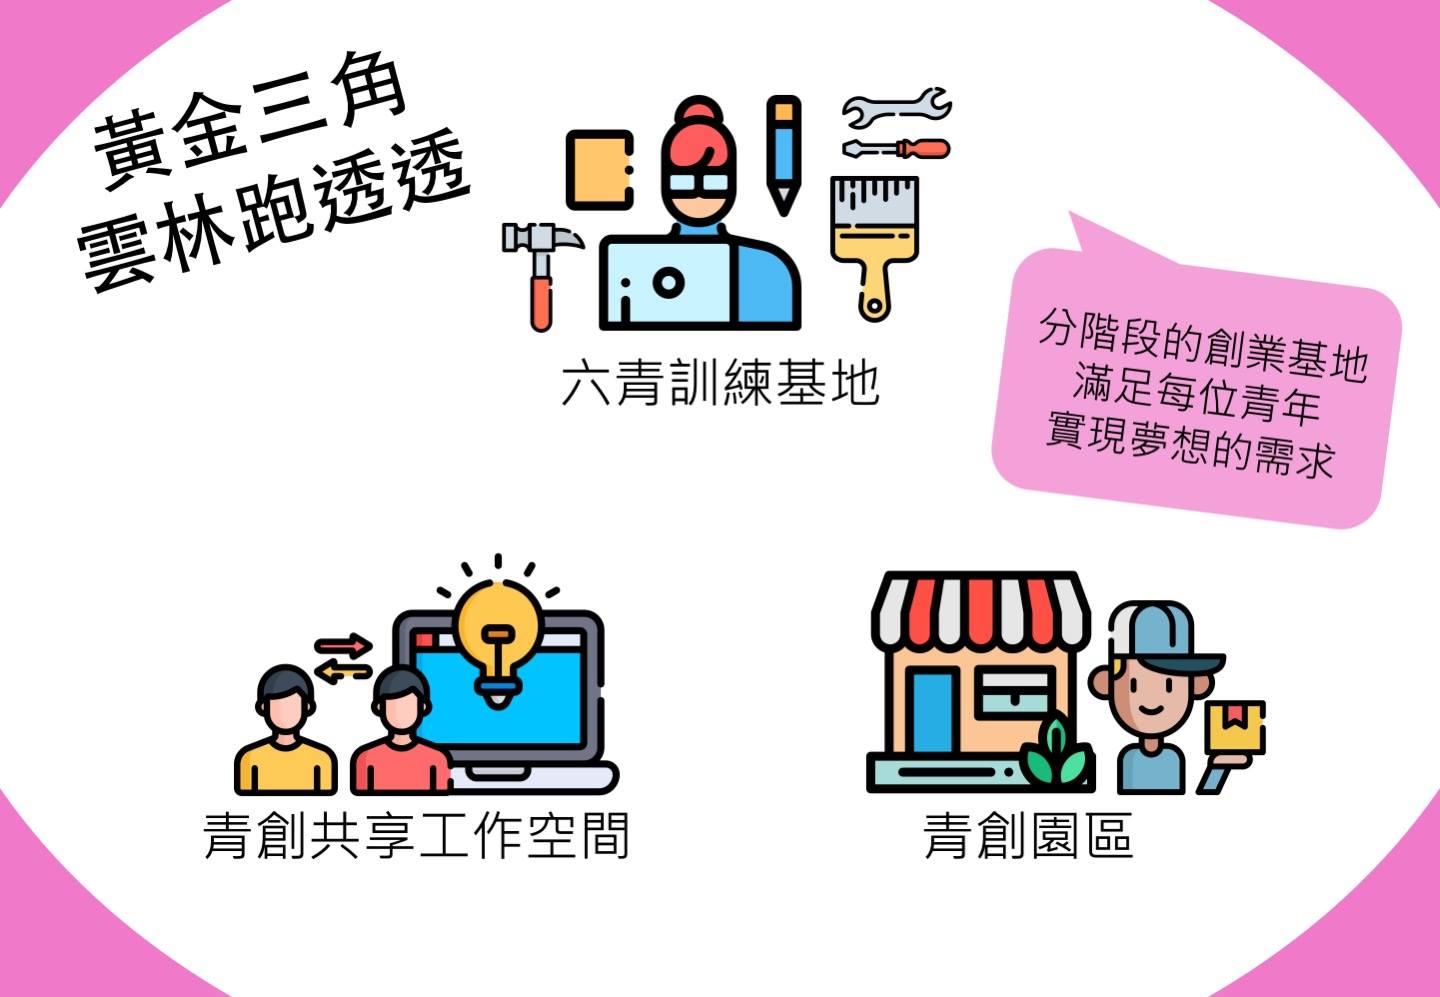 黃金三角
雲林跑透透
六青訓練基地
分階段的創業基地
滿足每位青年
實現夢想的需求
青創共享工作空間
青創園區